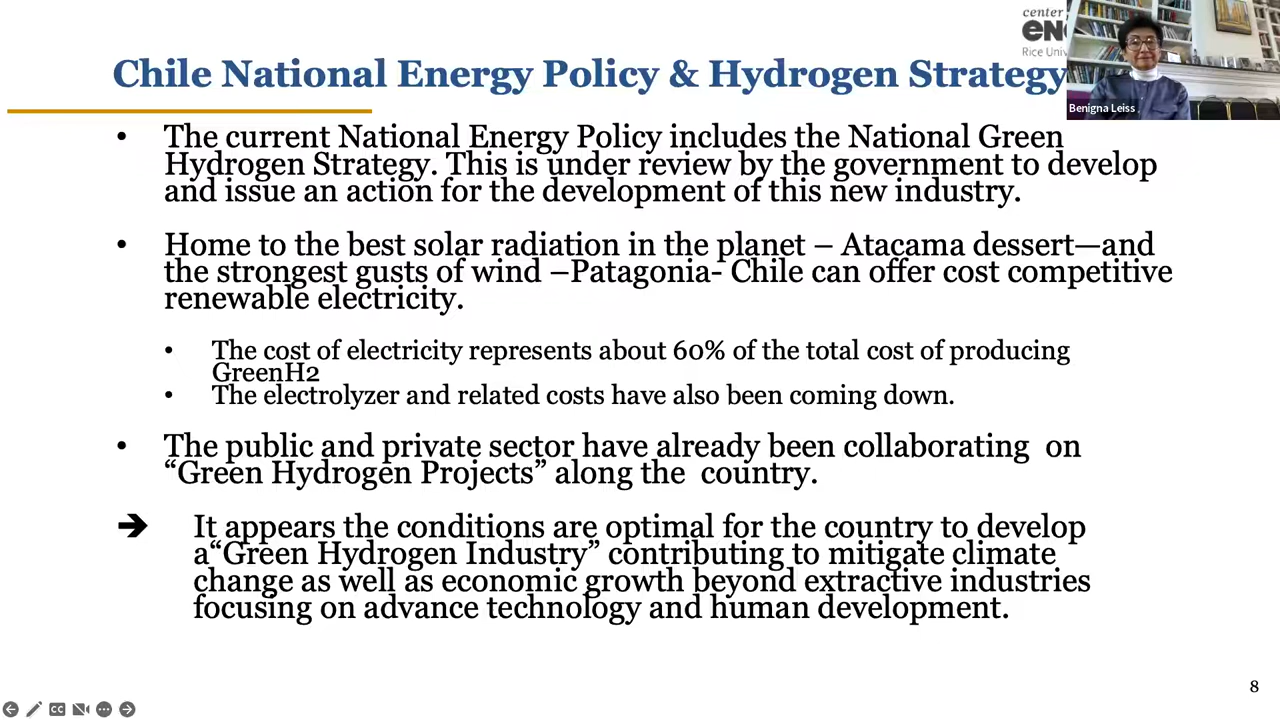 center
Rice Univ
Chile National Energy Policy & Hydrogen Strategy
Benigna Leiss
• The current National Energy Policy includes the National Green
Hydrogen Strategy. This is under review by the government to develop
and issue an action for the development of this new industry.
• Home to the best solar radiation in the planet – Atacama dessert—and
the strongest gusts of wind –Patagonia- Chile can offer cost competitive
renewable electricity.
• The cost of electricity represents about 60% of the total cost of producing
GreenH2
• The electrolyzer and related costs have also been coming down.
• The public and private sector have already been collaborating on
“Green Hydrogen Projects” along the country.
➔ It appears the conditions are optimal for the country to develop
a“Green Hydrogen Industry” contributing to mitigate climate
change as well as economic growth beyond extractive industries
focusing on advance technology and human development.
8
CC